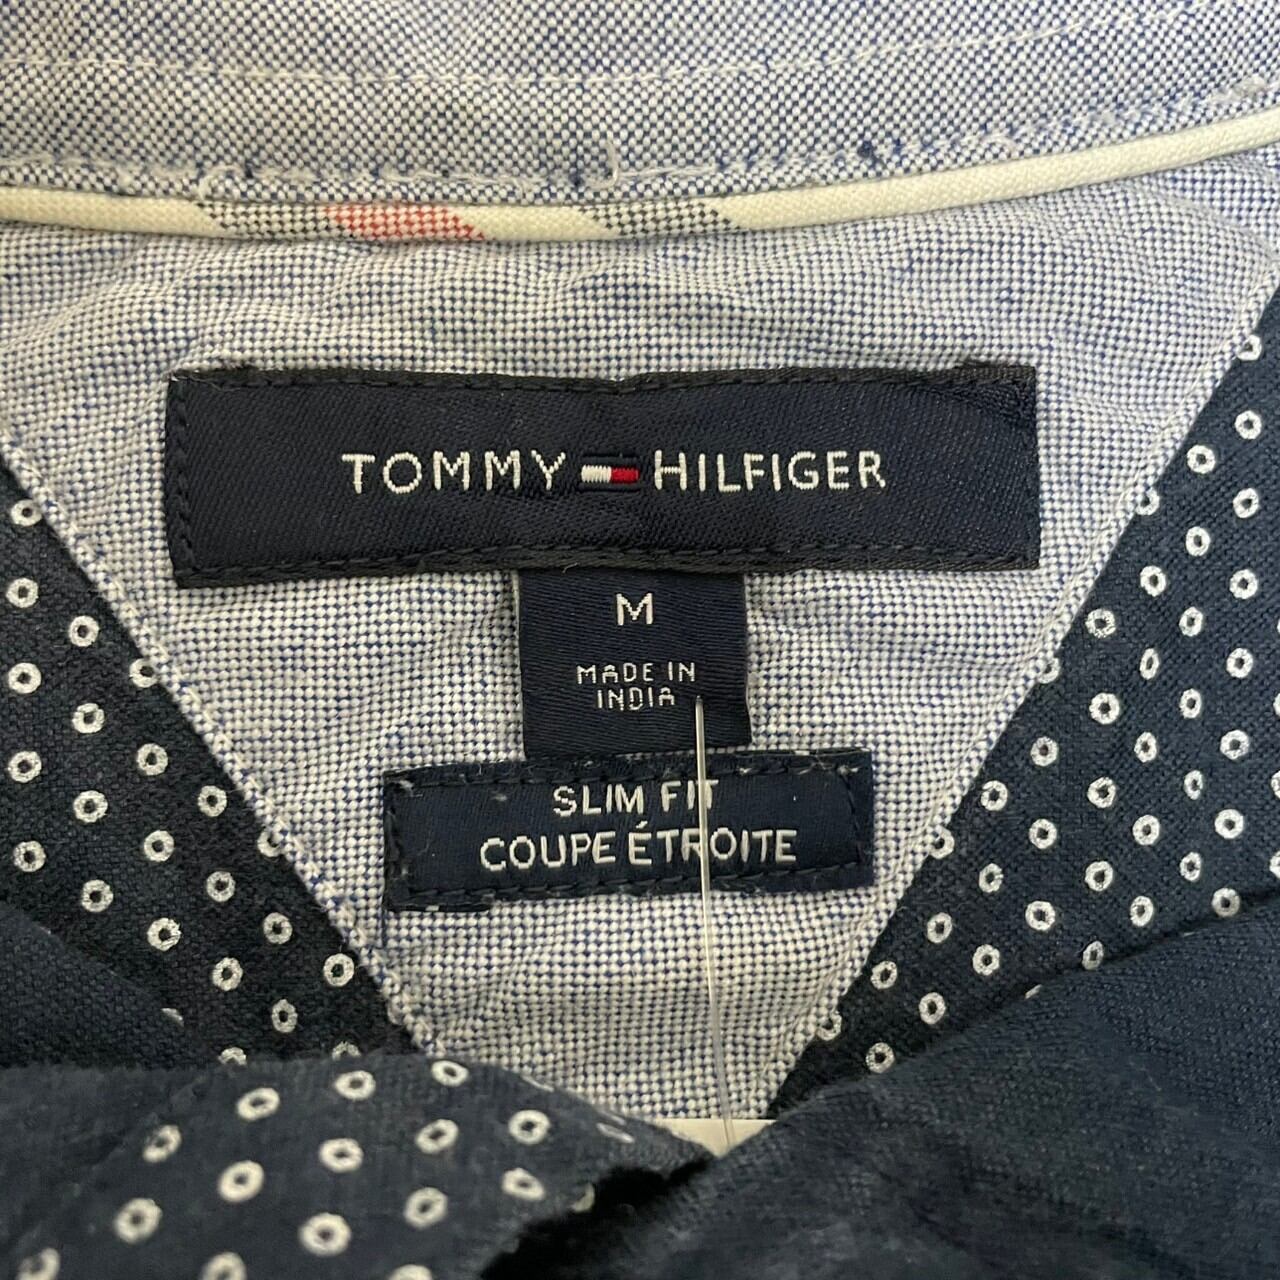 TOMMY HILFIGER
M
MADE IN
INDIA
SLIM FIT
COUPE ÉTROITE